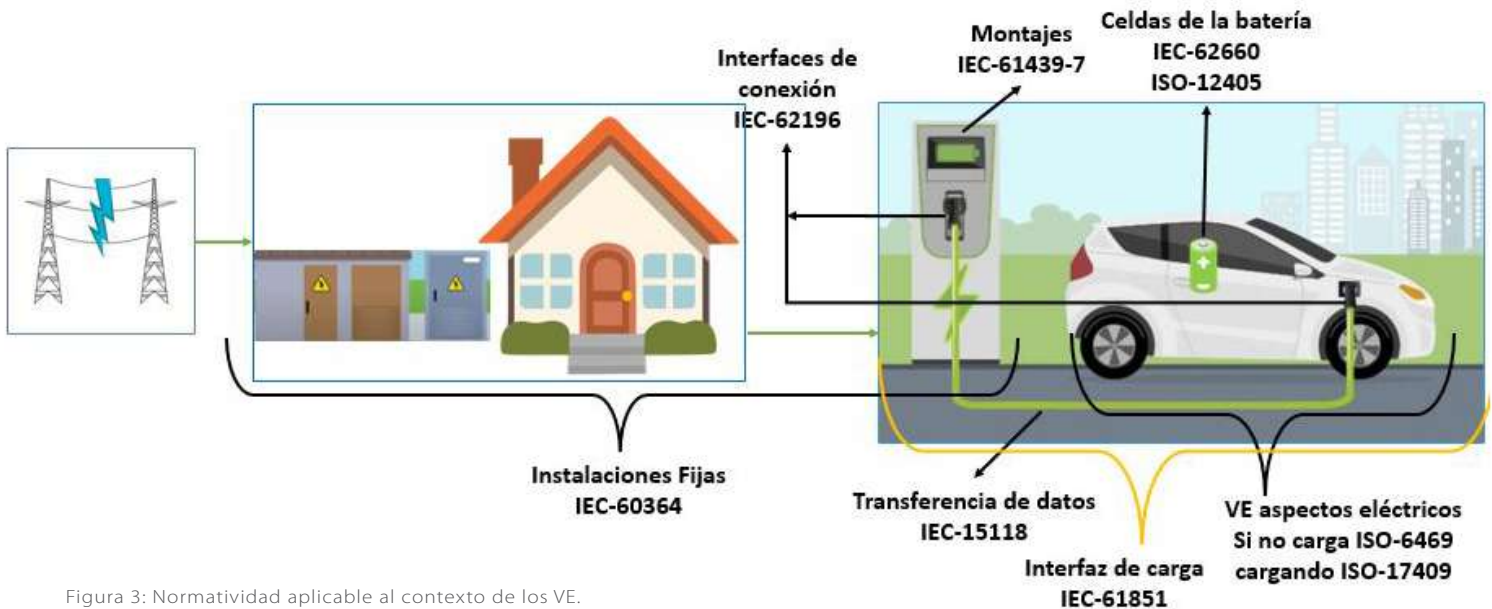 Celdas de la batería
IEC-62660
ISO-12405
Montajes
IEC-61439-7
Interfaces de
conexión
IEC-62196
Instalaciones Fijas
IEC-60364
Transferencia de datos
IEC-15118
Interfaz de carga
IEC-61851
VE aspectos eléctricos
Si no carga ISO-6469
cargando ISO-17409
Figura 3: Normatividad aplicable al contexto de los VE.